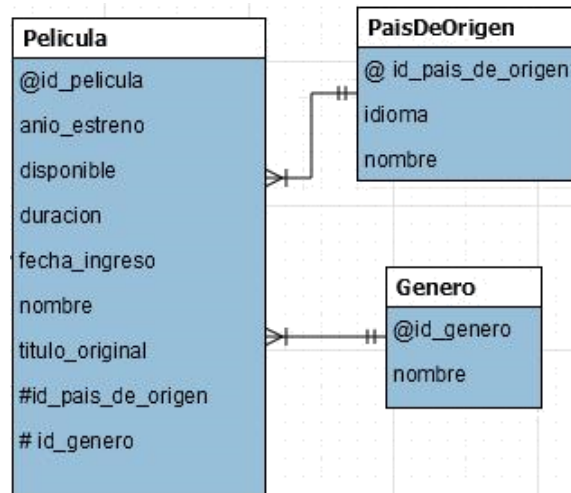 Pelicula
@id_pelicula
anio_estreno
disponible
duracion
fecha_ingreso
nombre
titulo_original
#id_pais_de_origen
# id_genero
PaisDeOrigen
@ id_pais_de_origen
idioma
nombre
Genero
@id_genero
nombre